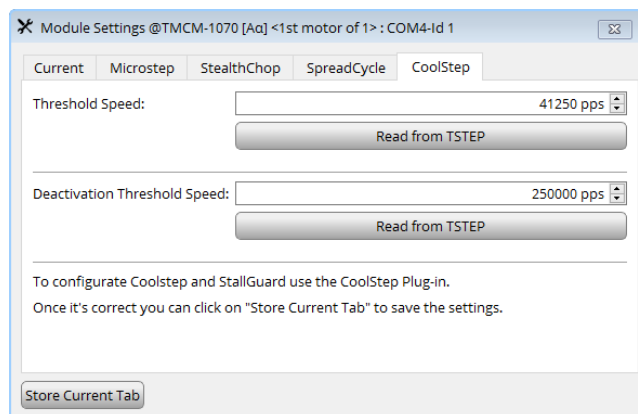 Module Settings @TMCM-1070 [Aα] <1st motor of 1> : COM4-Id 1
Current Microstep StealthChop SpreadCycle CoolStep
Threshold Speed: 41250 pps
Read from TSTEP
Deactivation Threshold Speed: 250000 pps
Read from TSTEP
To configurate Coolstep and StallGuard use the CoolStep Plug-in.
Once it's correct you can click on "Store Current Tab" to save the settings.
Store Current Tab